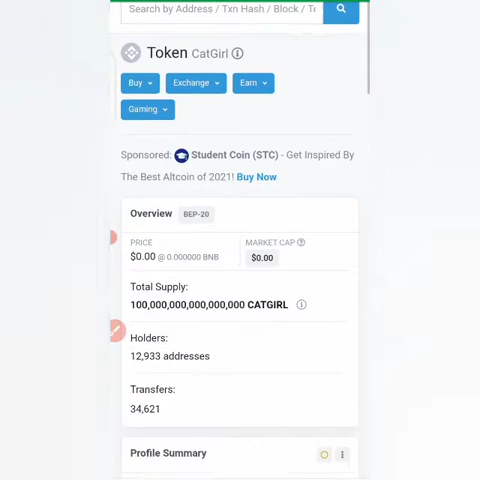 Search by Address / Txn Hash / Block / To
Token CatGirl
Buy
Exchange
Earn
Gaming
Sponsored: Student Coin (STC) - Get Inspired By
The Best Altcoin of 2021! Buy Now
Overview BEP-20
PRICE
MARKET CAP
$0.00 @ 0.000000 BNB
$0.00
Total Supply:
100,000,000,000,000,000 CATGIRL
Holders:
12,933 addresses
Transfers:
34,621
Profile Summary